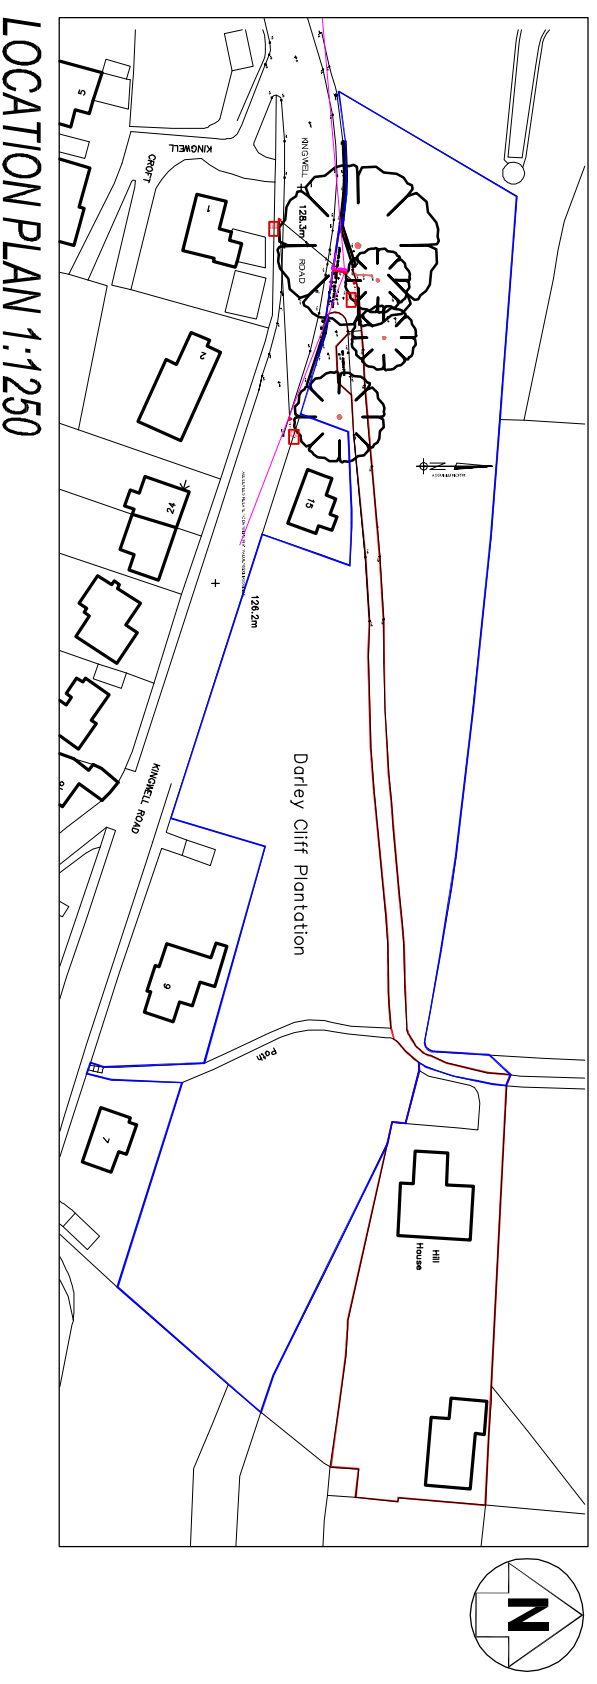 LOCATION PLAN 1:1250
5
KINGWELL
CROFT
1
KINGWELL
128.3m
ROAD
2
24
15
126.2m
Darley Cliff Plantation
KINGWELL ROAD
9
Path
7
Hill
House
N